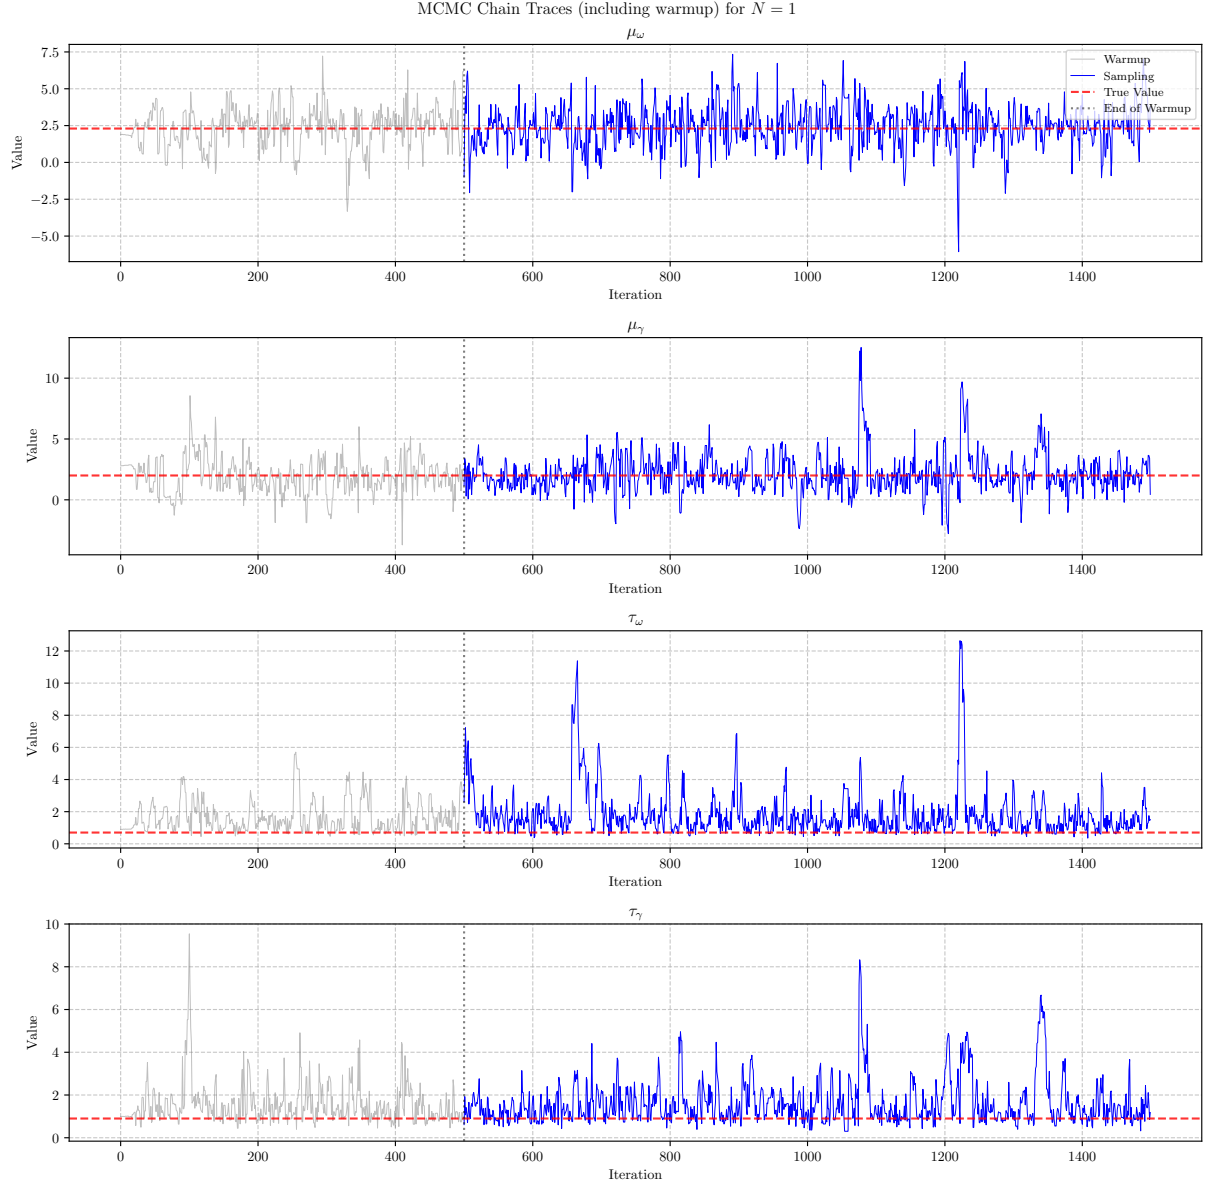 MCMC Chain Traces (including warmup) for N = 1
μ_ω
7.5
5.0
2.5
0.0
−2.5
−5.0
Value
Warmup
Sampling
True Value
End of Warmup
0 200 400 600 800 1000 1200 1400
Iteration
μ_γ
10
5
0
Value
0 200 400 600 800 1000 1200 1400
Iteration
τ_ω
12
10
8
6
4
2
0
Value
0 200 400 600 800 1000 1200 1400
Iteration
τ_γ
10
8
6
4
2
0
Value
0 200 400 600 800 1000 1200 1400
Iteration